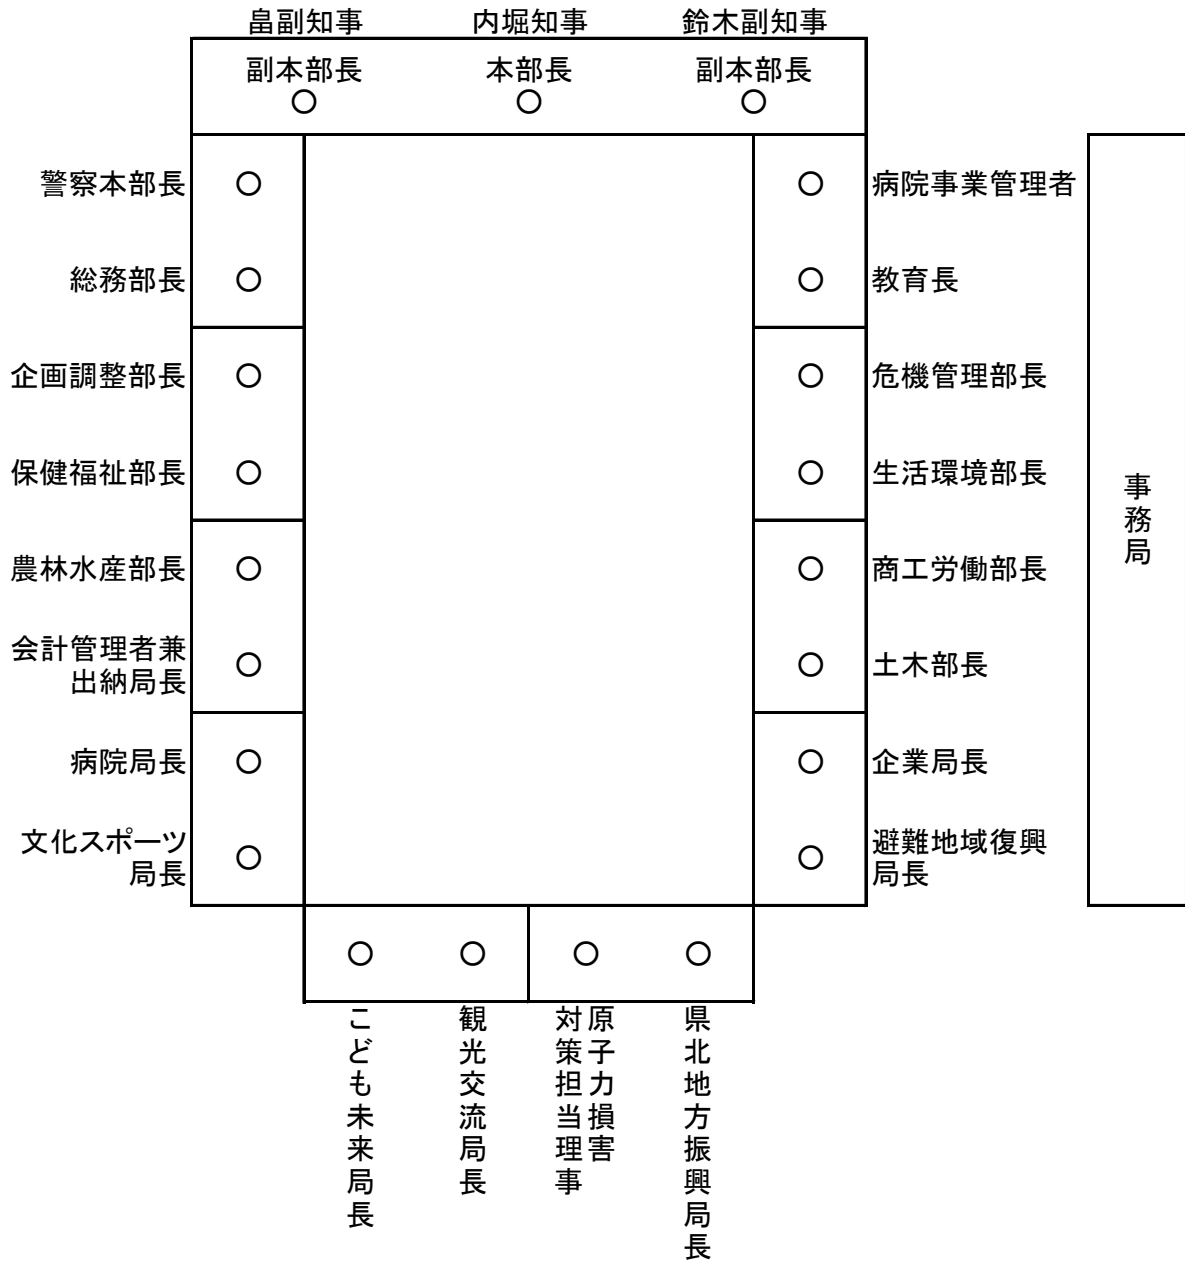 畠副知事
内堀知事
鈴木副知事
副本部長
本部長
副本部長
警察本部長
総務部長
企画調整部長
保健福祉部長
農林水産部長
会計管理者兼
出納局長
病院局長
文化スポーツ
局長
病院事業管理者
教育長
危機管理部長
生活環境部長
商工労働部長
土木部長
企業局長
避難地域復興
局長
事務局
こども未来局長
観光交流局長
原子力損害
対策担当理事
県北地方振興局長